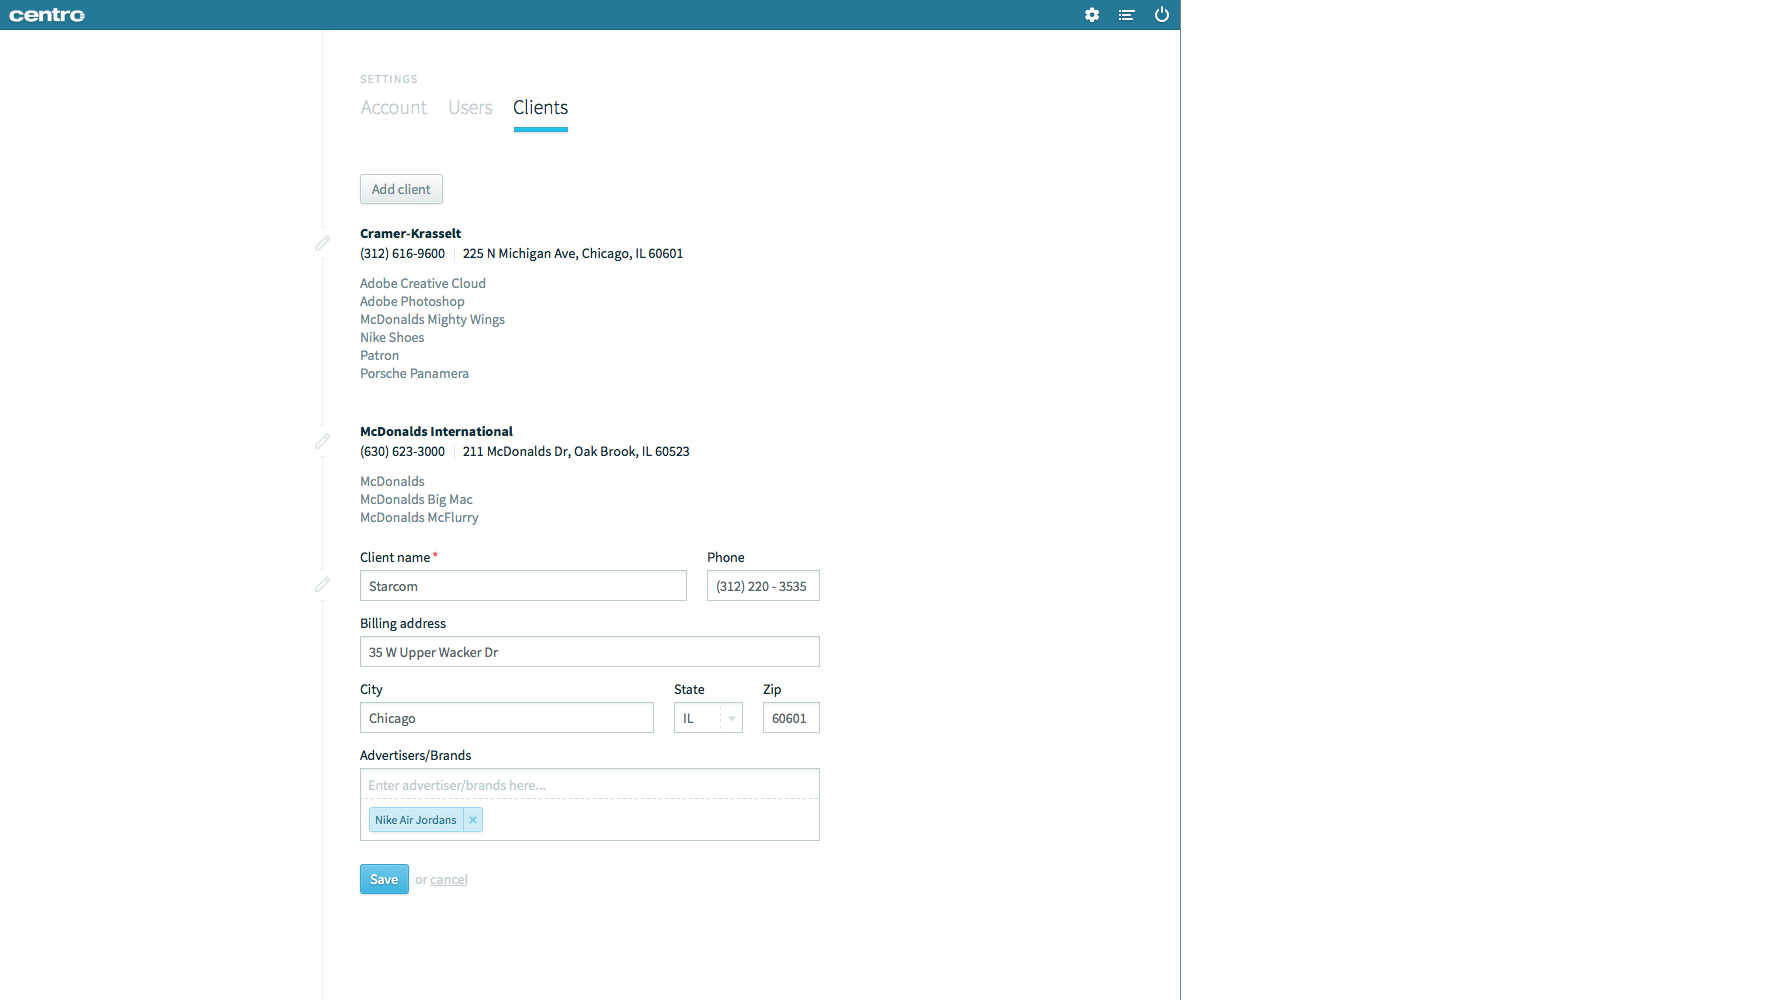 centro
SETTINGS
Account Users Clients
Add client
Cramer-Krasselt
(312) 616-9600 225 N Michigan Ave, Chicago, IL 60601
Adobe Creative Cloud
Adobe Photoshop
McDonalds Mighty Wings
Nike Shoes
Patron
Porsche Panamera
McDonalds International
(630) 623-3000 211 McDonalds Dr, Oak Brook, IL 60523
McDonalds
McDonalds Big Mac
McDonalds McFlurry
Client name* Phone
Starcom (312) 220 - 3535
Billing address
35 W Upper Wacker Dr
City State Zip
Chicago IL 60601
Advertisers/Brands
Enter advertiser/brands here...
Nike Air Jordans ×
Save or cancel